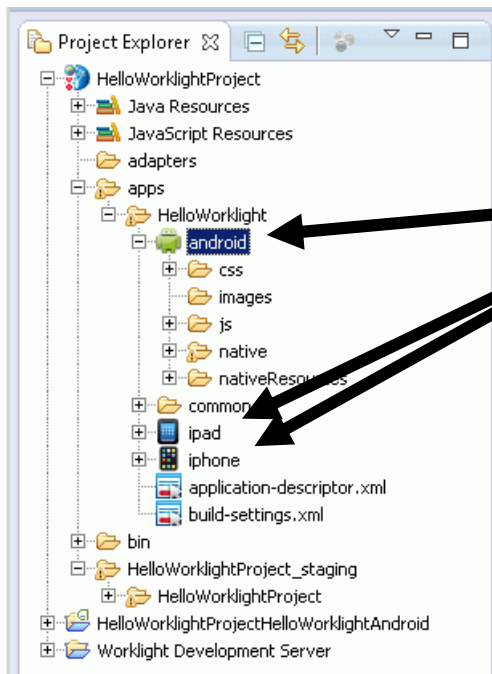 Project Explorer
HelloWorklightProject
Java Resources
JavaScript Resources
adapters
apps
HelloWorklight
android
css
images
js
native
nativeResources
common
ipad
iphone
application-descriptor.xml
build-settings.xml
bin
HelloWorklightProject_staging
HelloWorklightProject
HelloWorklightProjectHelloWorklightAndroid
Worklight Development Server